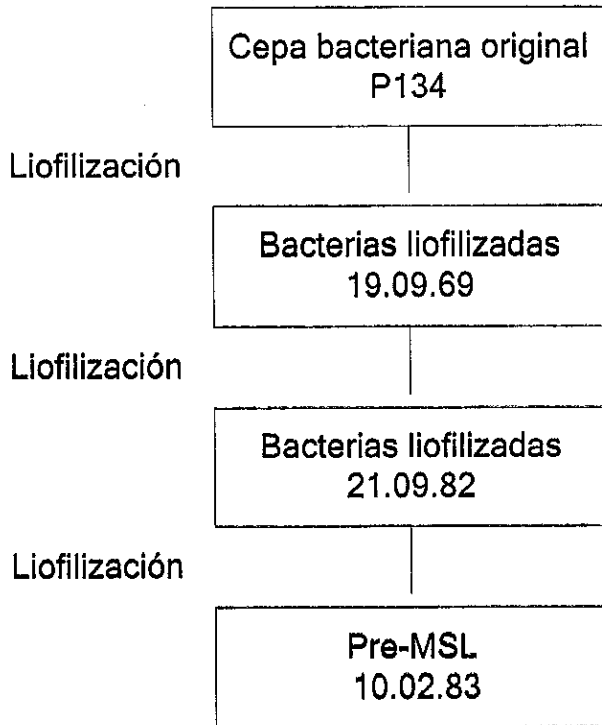 Cepa bacteriana original
P134
Liofilización
Bacterias liofilizadas
19.09.69
Liofilización
Bacterias liofilizadas
21.09.82
Liofilización
Pre-MSL
10.02.83